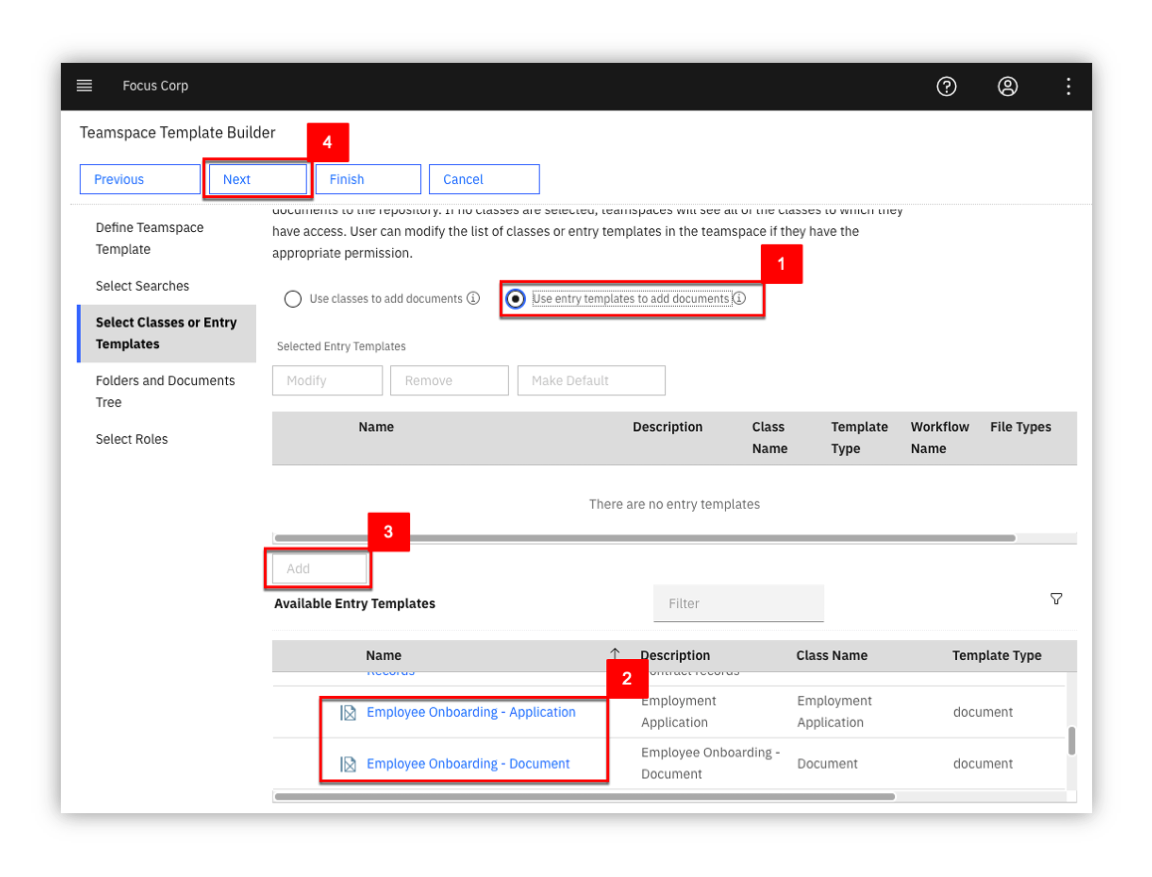 Focus Corp
Teamspace Template Builder
4
Previous
Next
Finish
Cancel
documents to the repository. If no classes are selected, teamspaces will see all of the classes to which they
have access. User can modify the list of classes or entry templates in the teamspace if they have the
appropriate permission.
1
Define Teamspace
Template
Select Searches
Select Classes or Entry
Templates
Folders and Documents
Tree
Select Roles
Use classes to add documents
Use entry templates to add documents
Selected Entry Templates
Modify
Remove
Make Default
Name
Description
Class
Name
Template
Type
Workflow
Name
File Types
There are no entry templates
3
Add
Available Entry Templates
Filter
Name
Description
Class Name
Template Type
2
Records
Contract records
Employee Onboarding - Application
Employment
Application
Employment
Application
document
Employee Onboarding - Document
Employee Onboarding -
Document
Document
document